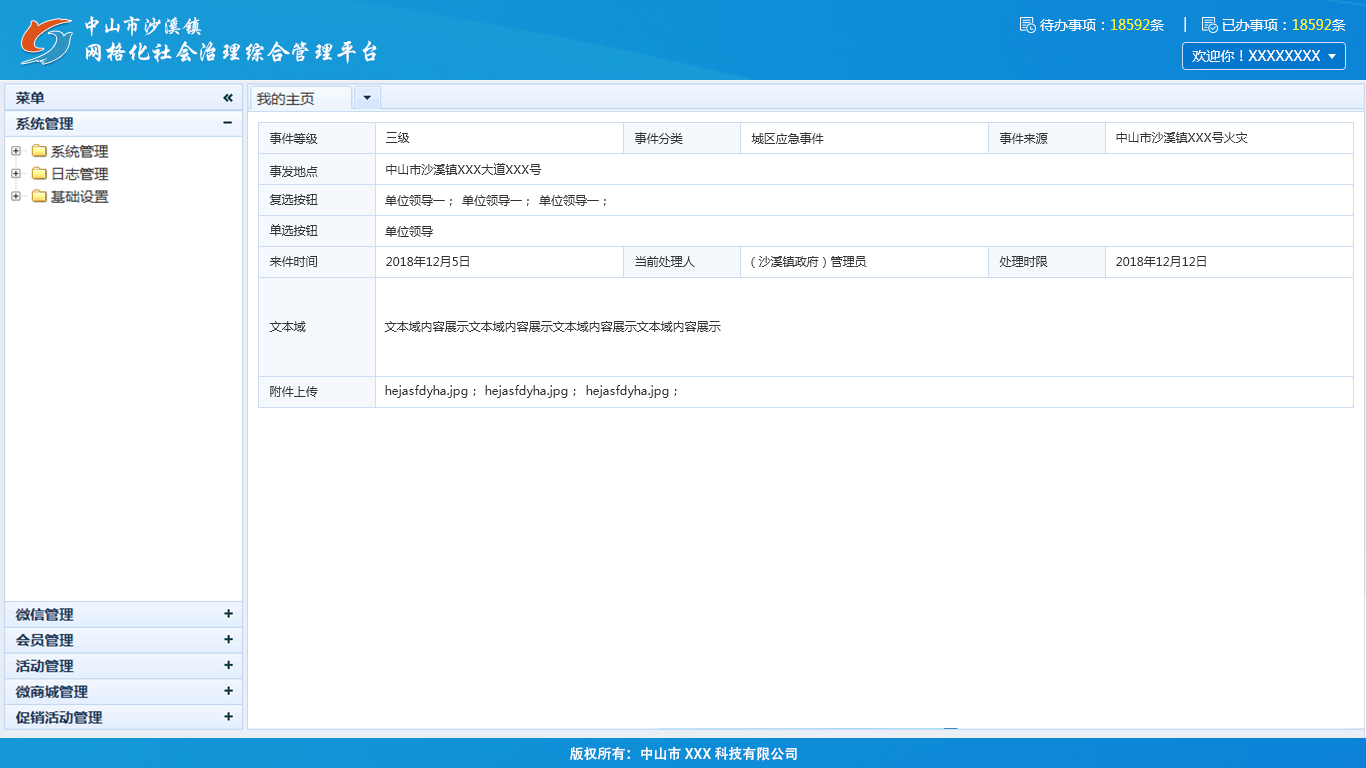 中山市沙溪镇
网格化社会治理综合管理平台
待办事项：18592条 | 已办事项：18592条
欢迎你！XXXXXXXX
菜单 «
我的主页
系统管理
系统管理
日志管理
基础设置
微信管理
会员管理
活动管理
微商城管理
促销活动管理
事件等级 三级 事件分类 城区应急事件 事件来源 中山市沙溪镇XXX号火灾
事发地点 中山市沙溪镇XXX大道XXX号
复选按钮 单位领导一； 单位领导一； 单位领导一；
单选按钮 单位领导
来件时间 2018年12月5日 当前处理人 （沙溪镇政府）管理员 处理时限 2018年12月12日
文本域 文本域内容展示文本域内容展示文本域内容展示文本域内容展示
附件上传 hejasfdyha.jpg； hejasfdyha.jpg； hejasfdyha.jpg；
版权所有：中山市 XXX 科技有限公司